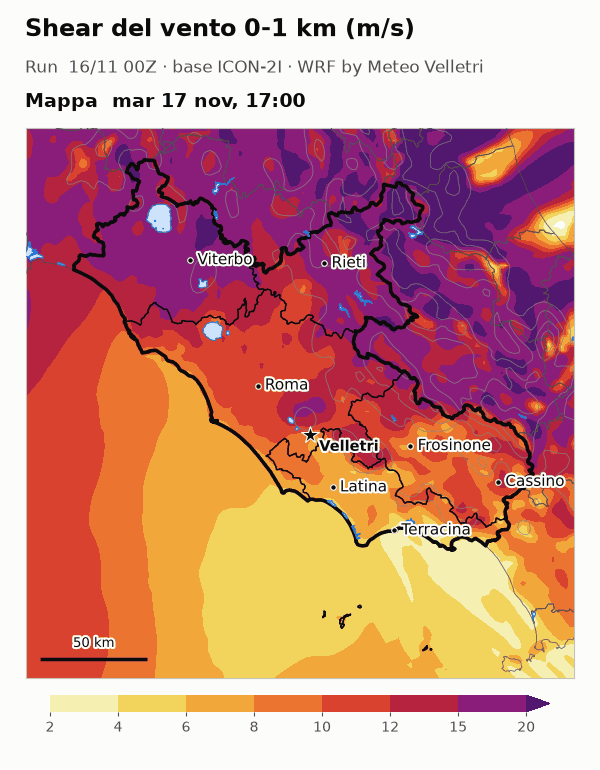 Shear del vento 0-1 km (m/s)
Run  16/11 00Z · base ICON-2I · WRF by Meteo Velletri
Mappa  mar 17 nov, 17:00
Viterbo
Rieti
Roma
Velletri
Frosinone
Latina
Cassino
Terracina
50 km
2 4 6 8 10 12 15 20